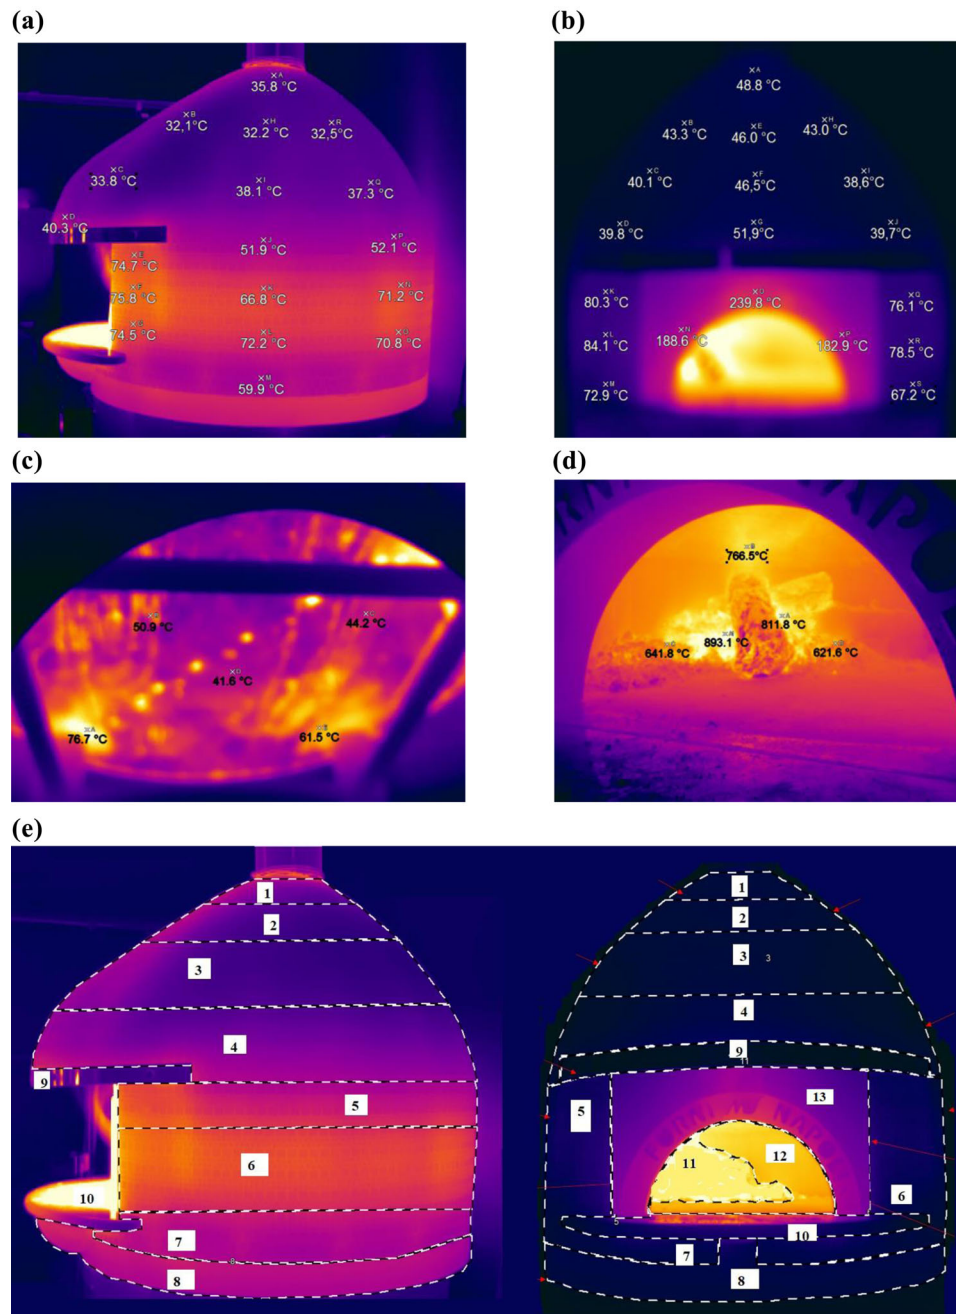 (a)
(b)
A
35.8 °C
B
32,1°C
H
32.2 °C
R
32,5°C
C
33.8 °C
I
38.1 °C
Q
37.3 °C
D
40.3 °C
J
51.9 °C
P
52.1 °C
E
74.7 °C
F
75.8 °C
K
66.8 °C
N
71.2 °C
G
74.5 °C
L
72.2 °C
O
70.8 °C
M
59.9 °C
A
48.8 °C
B
43.3 °C
E
46.0 °C
H
43.0 °C
C
40.1 °C
F
46,5°C
I
38,6°C
D
39.8 °C
G
51,9°C
J
39,7°C
K
80.3 °C
O
239.8 °C
Q
76.1 °C
L
84.1 °C
N
188.6 °C
P
182.9 °C
R
78.5 °C
M
72.9 °C
S
67.2 °C
(c)
(d)
50.9 °C
44.2 °C
41.6 °C
A
76.7 °C
61.5 °C
766.5°C
A
811.8 °C
893.1 °C
641.8 °C
621.6 °C
(e)
1
2
3
4
9
5
6
10
7
8
1
2
3
3
4
9
11
5
13
11
12
6
5
10
7
8